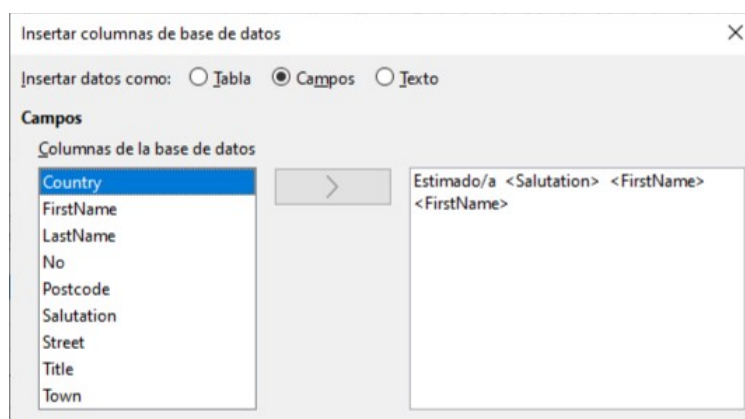 Insertar columnas de base de datos
Insertar datos como: Tabla Campos Texto
Campos
Columnas de la base de datos
Country
FirstName
LastName
No
Postcode
Salutation
Street
Title
Town
>
Estimado/a <Salutation> <FirstName>
<FirstName>